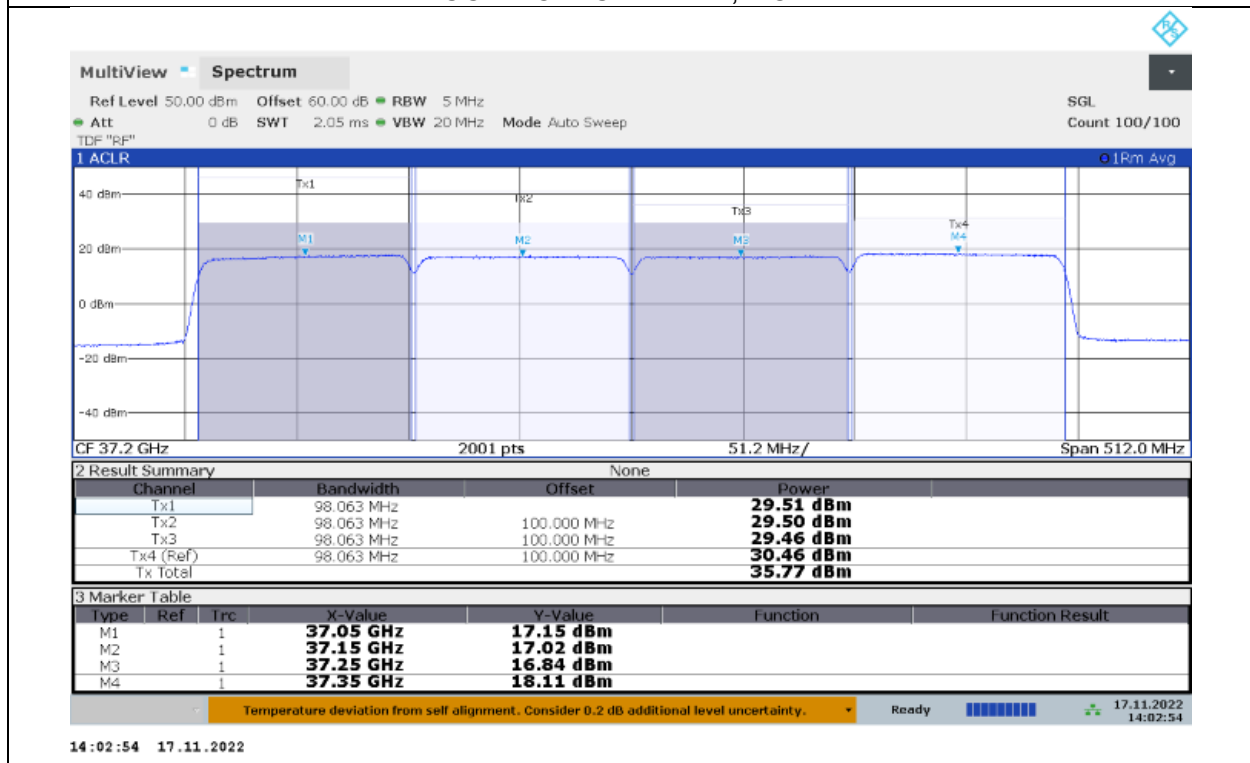 R&S
MultiView Spectrum
Ref Level 50.00 dBm Offset 60.00 dB RBW 5 MHz SGL
Att 0 dB SWT 2.05 ms VBW 20 MHz Mode Auto Sweep Count 100/100
TDF "RF"
1 ACLR 1Rm Avg
Tx1
40 dBm
Tx2
Tx3
Tx4
M1 M2 M3 M4
20 dBm
0 dBm
-20 dBm
-40 dBm
CF 37.2 GHz 2001 pts 51.2 MHz/ Span 512.0 MHz
2 Result Summary None
Channel Bandwidth Offset Power
Tx1 98.063 MHz 29.51 dBm
Tx2 98.063 MHz 100.000 MHz 29.50 dBm
Tx3 98.063 MHz 100.000 MHz 29.46 dBm
Tx4 (Ref) 98.063 MHz 100.000 MHz 30.46 dBm
Tx Total 35.77 dBm
3 Marker Table
Type Ref Trc X-Value Y-Value Function Function Result
M1 1 37.05 GHz 17.15 dBm
M2 1 37.15 GHz 17.02 dBm
M3 1 37.25 GHz 16.84 dBm
M4 1 37.35 GHz 18.11 dBm
Temperature deviation from self alignment. Consider 0.2 dB additional level uncertainty. Ready 17.11.2022
14:02:54
14:02:54 17.11.2022